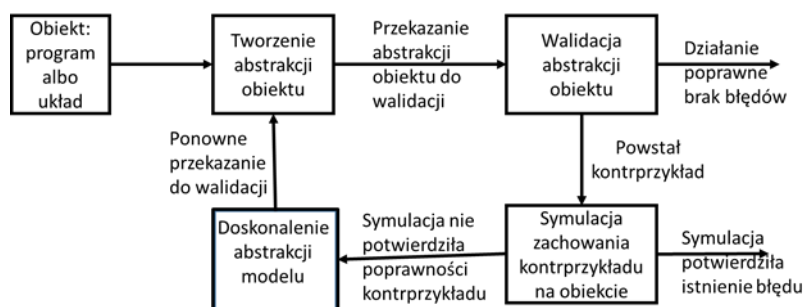 Obiekt:
program
albo
układ
Tworzenie
abstrakcji
obiektu
Przekazanie
abstrakcji
obiektu do
walidacji
Walidacja
abstrakcji
obiektu
Działanie
poprawne
brak błędów
Ponowne
przekazanie
do walidacji
Powstał
kontrprzykład
Doskonalenie
abstrakcji
modelu
Symulacja nie
potwierdziła
poprawności
kontrprzykładu
Symulacja
zachowania
kontrprzykładu
na obiekcie
Symulacja
potwierdziła
istnienie błędu